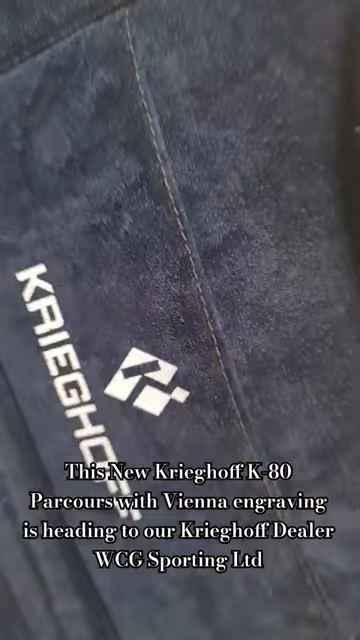 KRIEGHOFF
This New Krieghoff K-80
Parcours with Vienna engraving
is heading to our Krieghoff Dealer
WCG Sporting Ltd